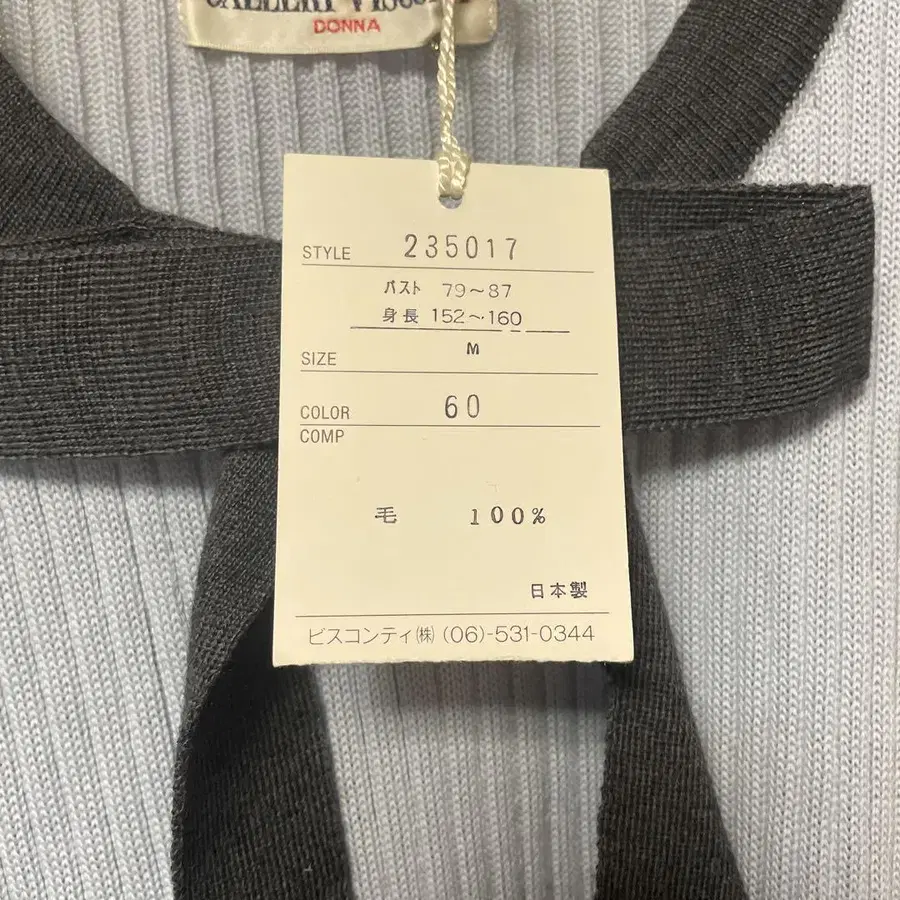 DONNA
STYLE 235017
バスト 79～87
身長 152～160
SIZE M
COLOR 60
COMP
毛 100%
日本製
ビスコンティ(株) (06)-531-0344